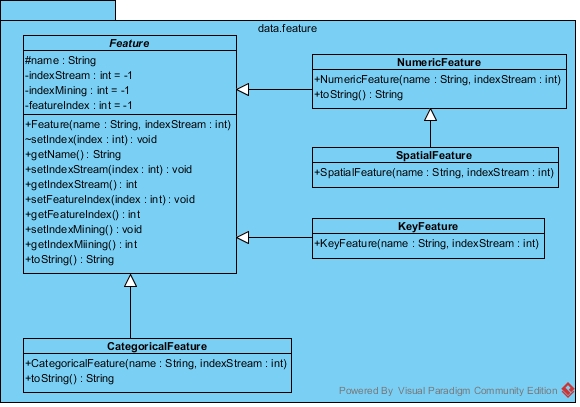 data.feature
Feature
#name : String
-indexStream : int = -1
-indexMining : int = -1
-featureIndex : int = -1
+Feature(name : String, indexStream : int)
~setIndex(index : int) : void
+getName() : String
+setIndexStream(index : int) : void
+getIndexStream() : int
+setFeatureIndex(index : int) : void
+getFeatureIndex() : int
+setIndexMining() : void
+getIndexMiining() : int
+toString() : String
NumericFeature
+NumericFeature(name : String, indexStream : int)
+toString() : String
SpatialFeature
+SpatialFeature(name : String, indexStream : int)
KeyFeature
+KeyFeature(name : String, indexStream : int)
CategoricalFeature
+CategoricalFeature(name : String, indexStream : int)
+toString() : String
Powered By Visual Paradigm Community Edition